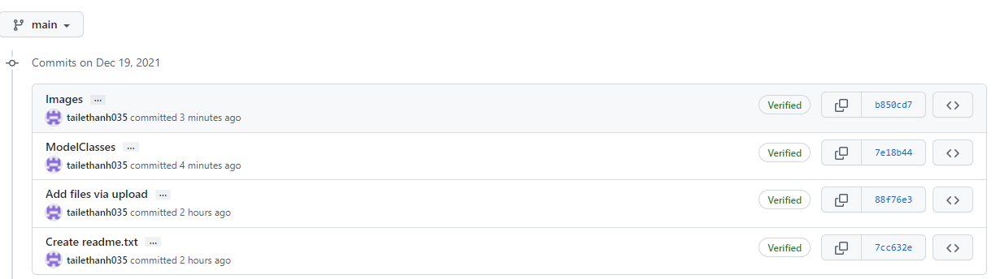 main
Commits on Dec 19, 2021
Images ...
tailethanh035 committed 3 minutes ago
Verified
b850cd7
ModelClasses ...
tailethanh035 committed 4 minutes ago
Verified
7e18b44
Add files via upload ...
tailethanh035 committed 2 hours ago
Verified
88f76e3
Create readme.txt ...
tailethanh035 committed 2 hours ago
Verified
7cc632e